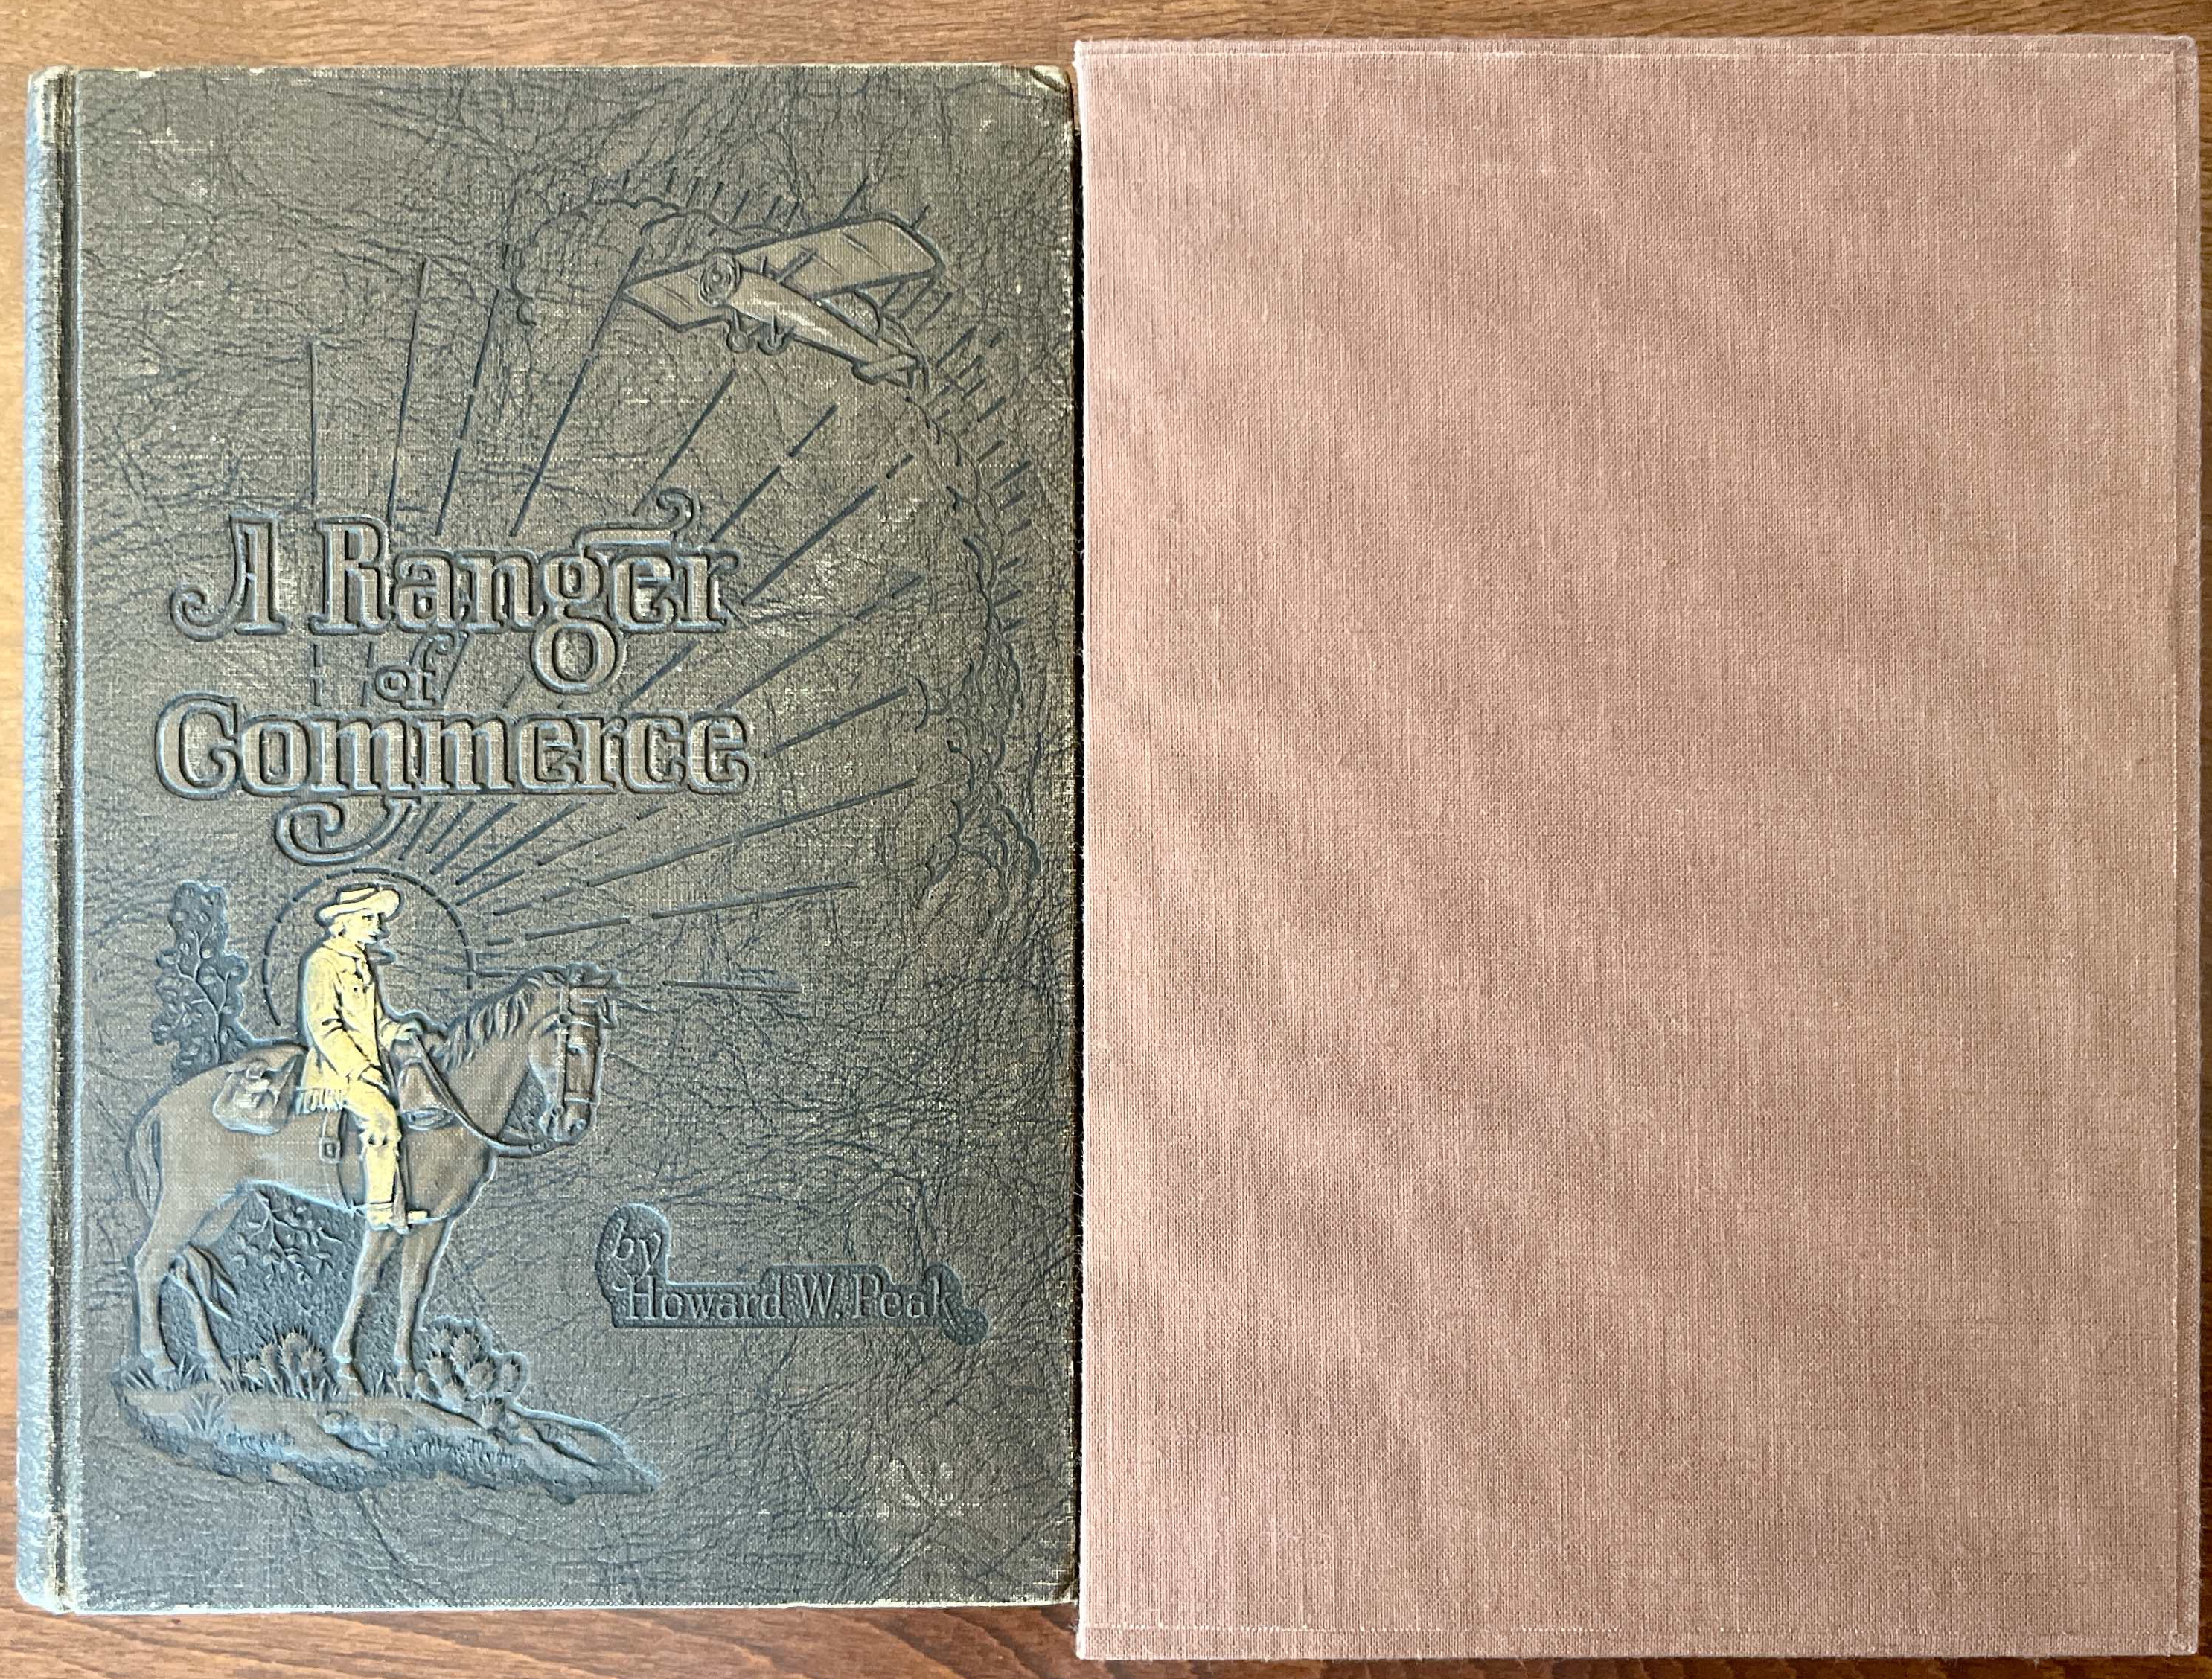 A Ranger
of
Commerce
by
Howard W. Peak